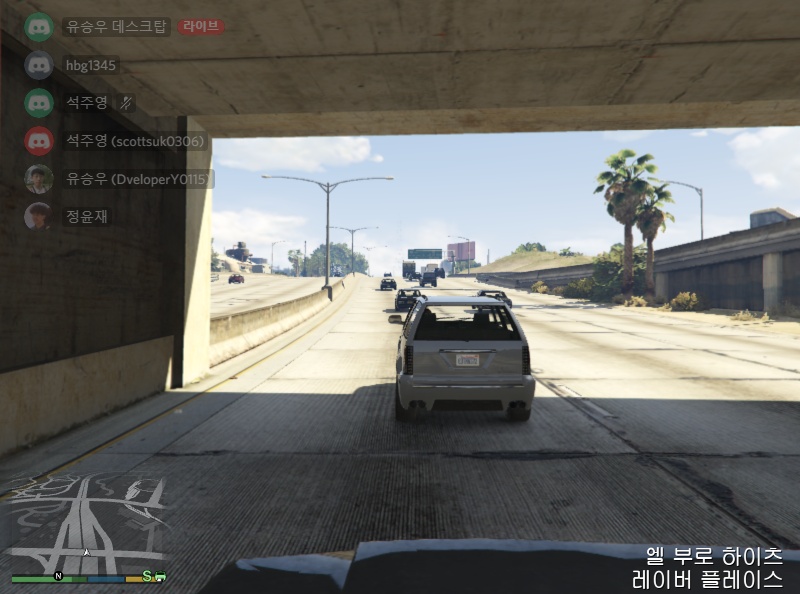 유승우 데스크탑 라이브
hbg1345
석주영
석주영 (scottsuk0306)
유승우 (DveloperY0115)
정윤재
N
S
엘 부로 하이츠
레이버 플레이스